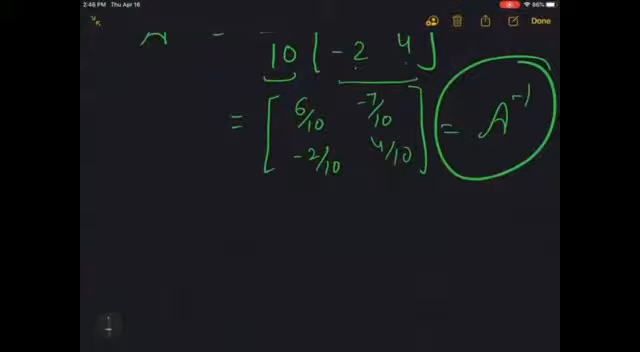 2:46 PM Thu Apr 16
86%
Done
10 [-2 4]
= [6/10 -7/10
-2/10 4/10] = A⁻¹